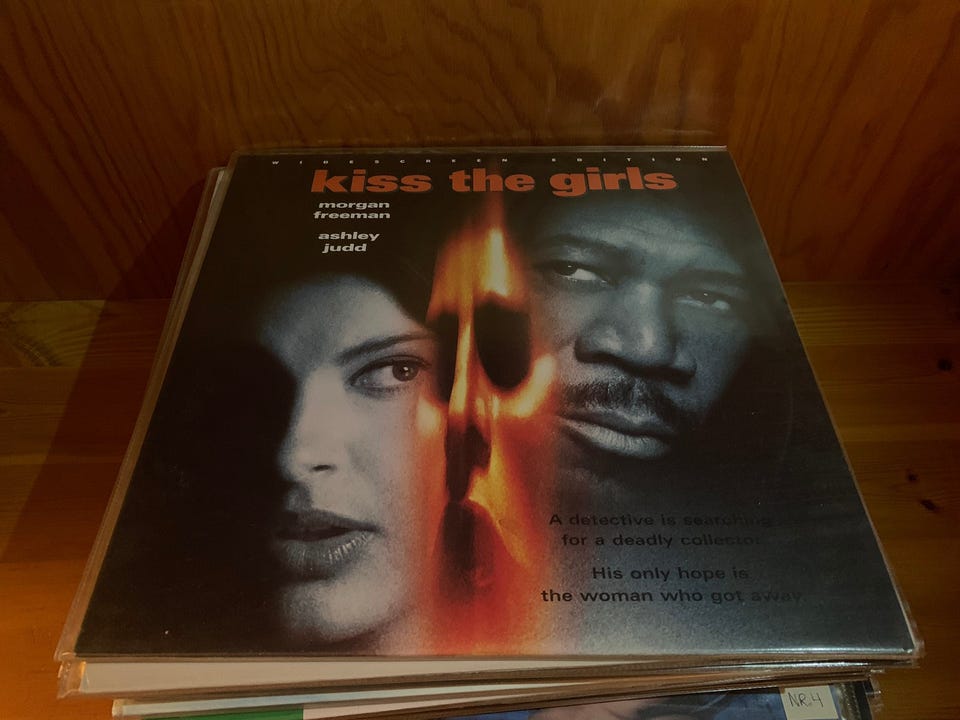 WIDESCREEN EDITION
kiss the girls
morgan
freeman
ashley
judd
A detective is searching
for a deadly collector.
His only hope is
the woman who got away.
NR.4